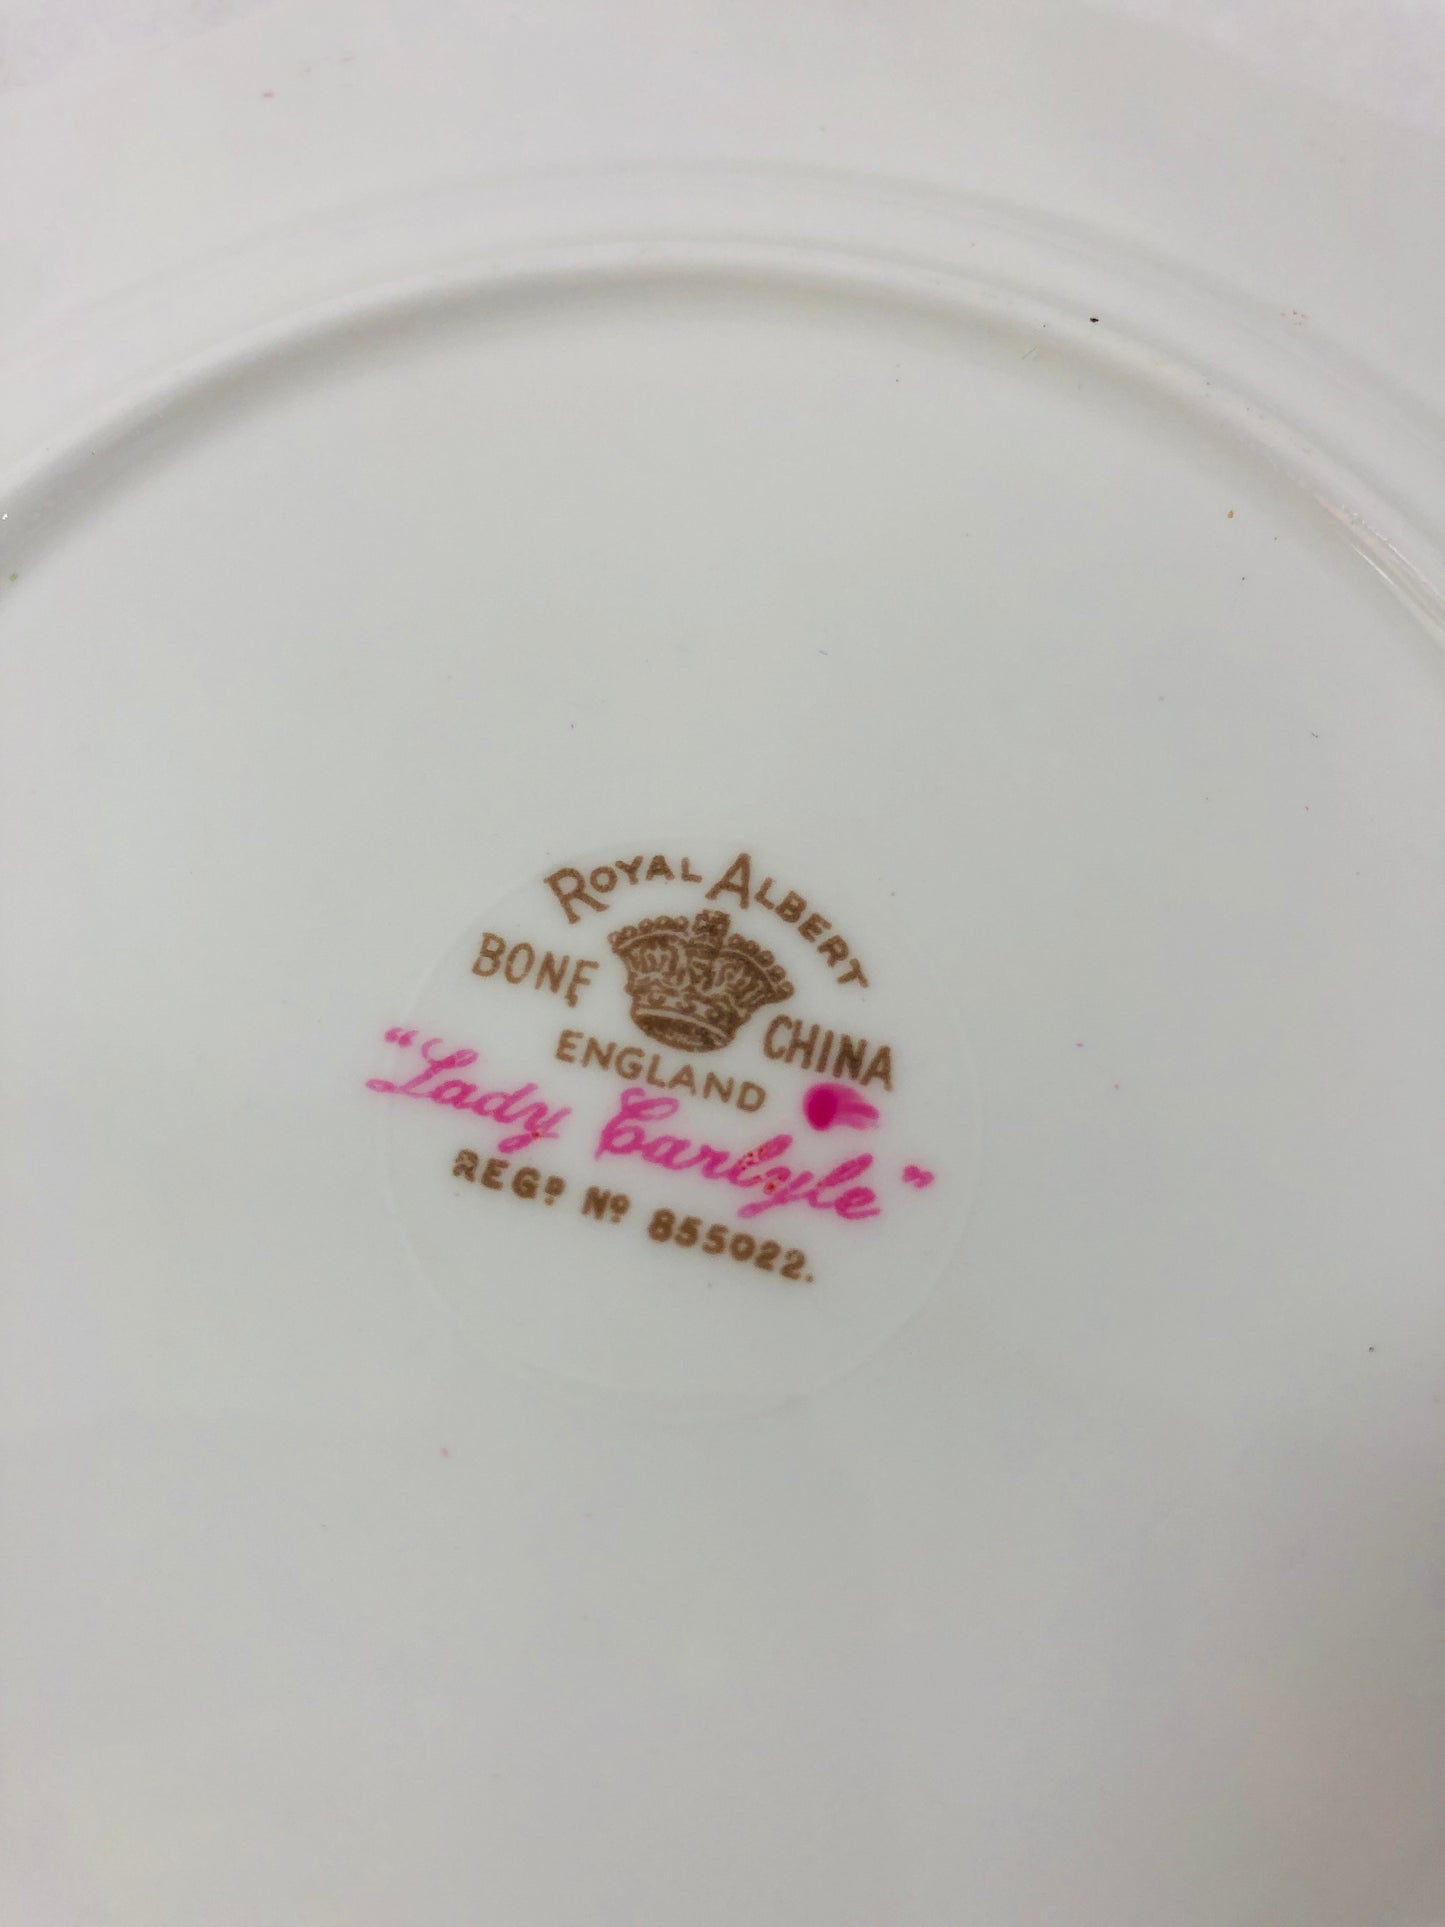 ROYAL ALBERT
BONE CHINA
ENGLAND
"Lady Carlyle"
REGD No 855022.